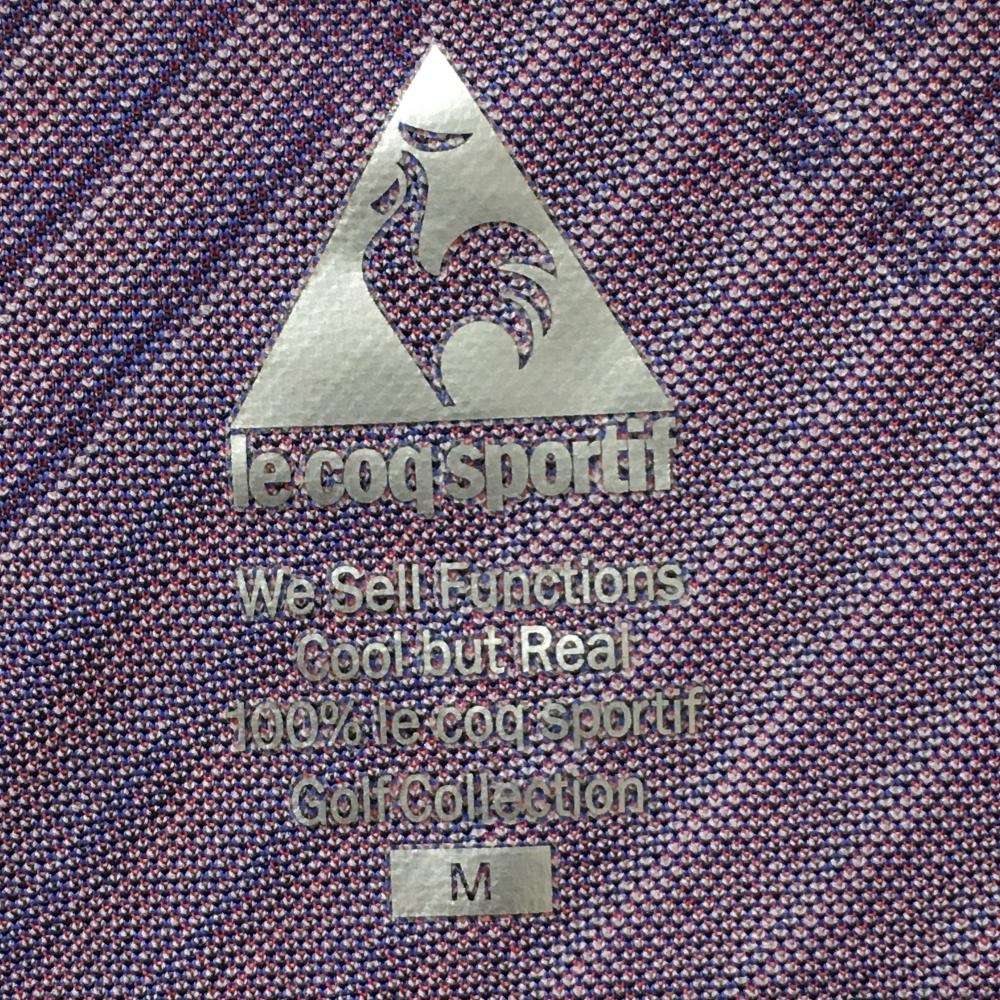 le coq sportif
We Sell Functions
Cool but Real
100% le coq sportif
Golf Collection
M